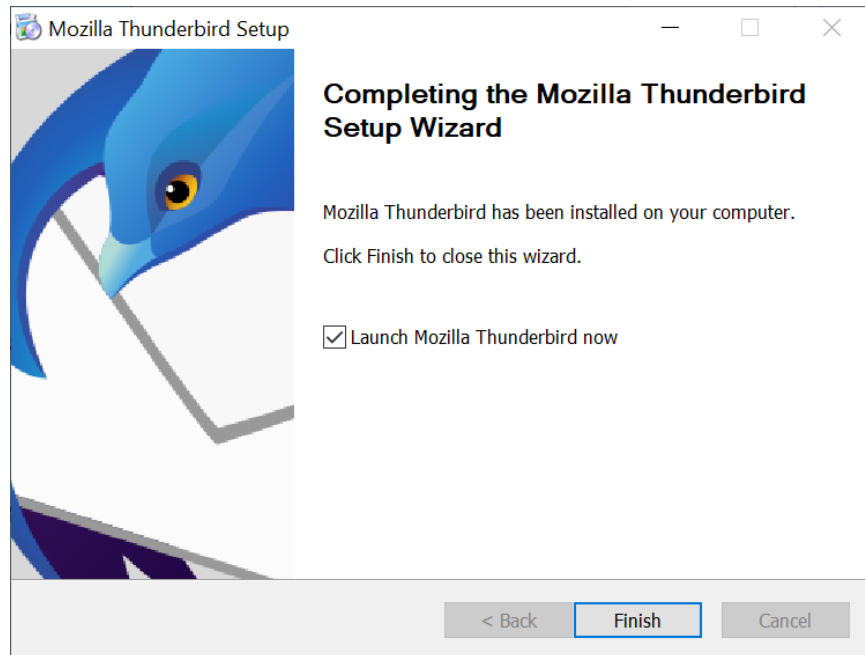 Mozilla Thunderbird Setup
Completing the Mozilla Thunderbird
Setup Wizard
Mozilla Thunderbird has been installed on your computer.
Click Finish to close this wizard.
Launch Mozilla Thunderbird now
< Back Finish Cancel